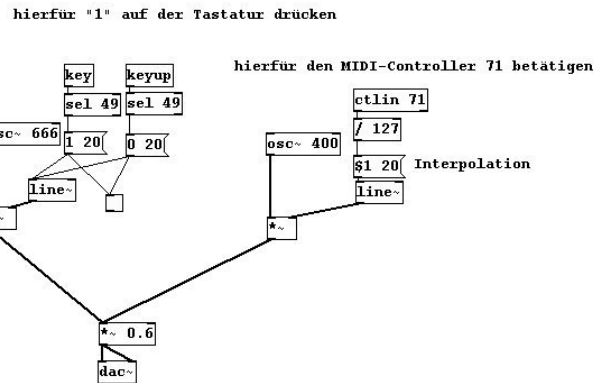 hierfür "1" auf der Tastatur drücken
hierfür den MIDI-Controller 71 betätigen
key
keyup
ctlin 71
sel 49
sel 49
sc~ 666
1 20
0 20
osc~ 400
/ 127
$1 20
Interpolation
line~
line~
~
*~
*~ 0.6
dac~